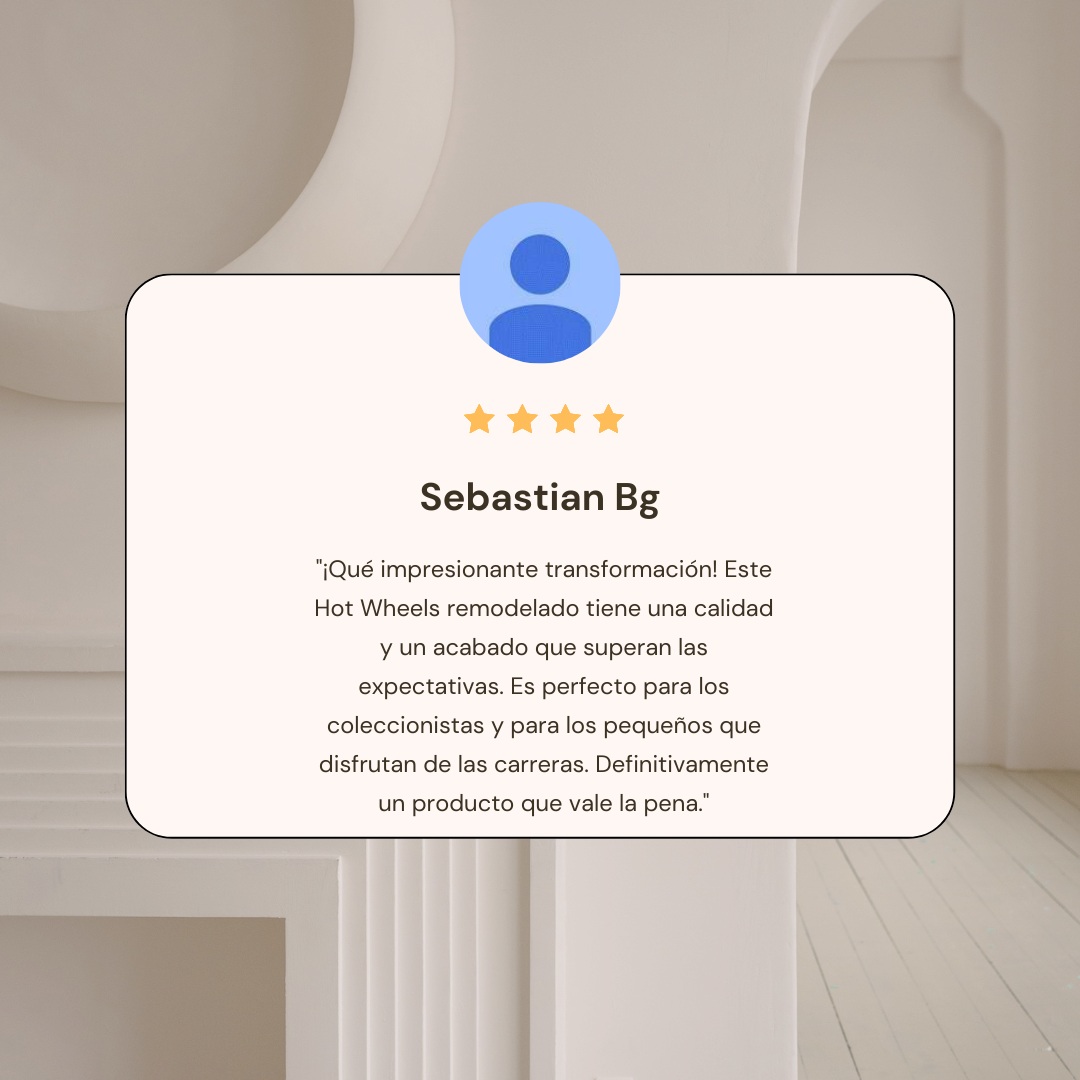 Sebastian Bg
"¡Qué impresionante transformación! Este
Hot Wheels remodelado tiene una calidad
y un acabado que superan las
expectativas. Es perfecto para los
coleccionistas y para los pequeños que
disfrutan de las carreras. Definitivamente
un producto que vale la pena."